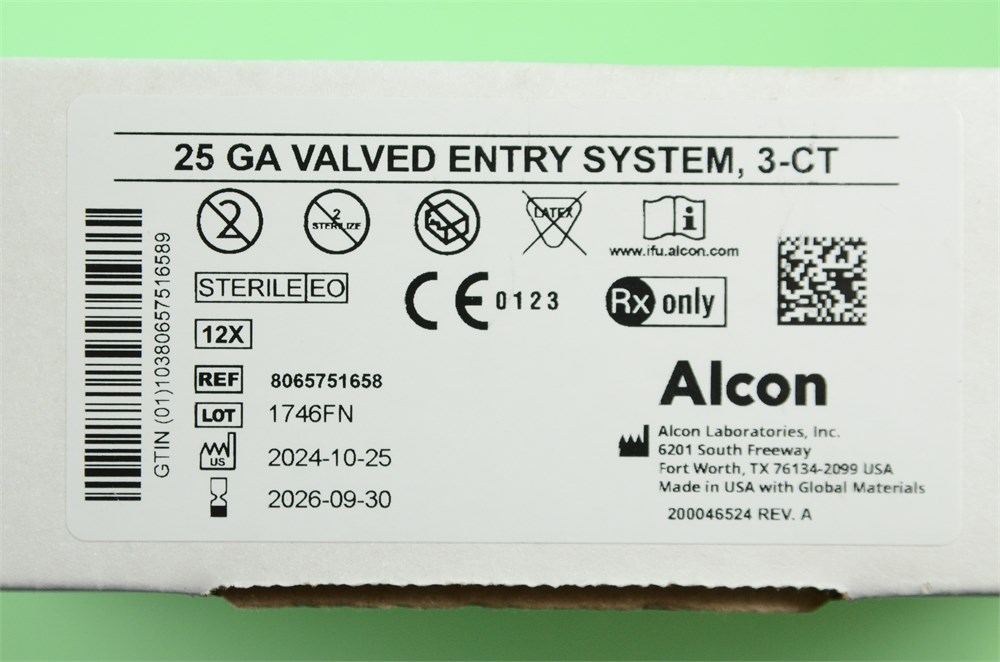 25 GA VALVED ENTRY SYSTEM, 3-CT
2
2
STERILIZE
LATEX
i
www.ifu.alcon.com
STERILE EO
CE 0123
Rx only
12X
REF 8065751658
LOT 1746FN
US 2024-10-25
2026-09-30
GTIN (01)10380657516589
Alcon
Alcon Laboratories, Inc.
6201 South Freeway
Fort Worth, TX 76134-2099 USA
Made in USA with Global Materials
200046524 REV. A